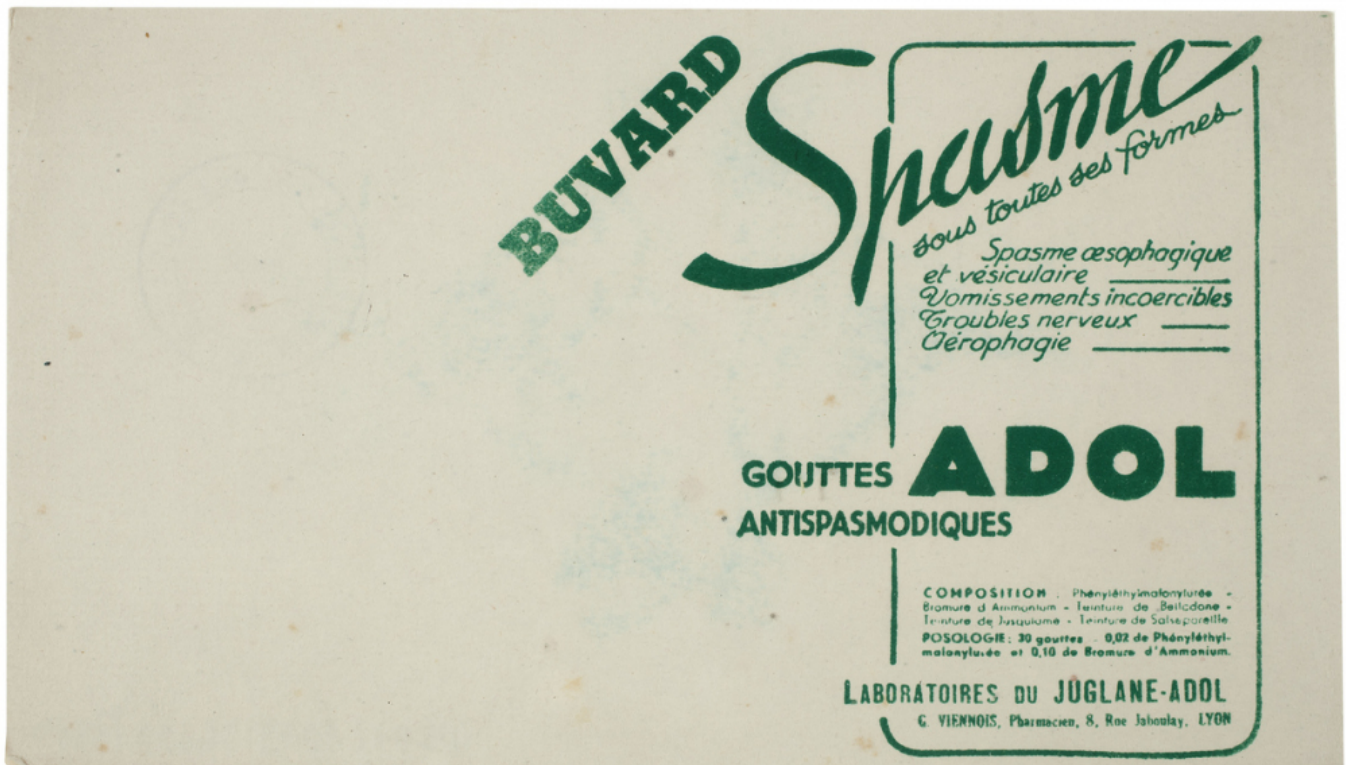 BUVARD
Spasme
sous toutes ses formes
Spasme œsophagique
et vésiculaire
Vomissements incoercibles
Troubles nerveux
Aérophagie
GOUTTES ADOL
ANTISPASMODIQUES
COMPOSITION : Phényléthylmalonylurée -
Bromure d'Ammonium - Teinture de Belladone -
Teinture de Jusquiame - Teinture de Salsepareille
POSOLOGIE : 30 gouttes - 0,02 de Phényléthyl-
malonylurée et 0,10 de Bromure d'Ammonium.
LABORATOIRES DU JUGLANE-ADOL
G. VIENNOIS, Pharmacien, 8, Rue Jaboulay, LYON